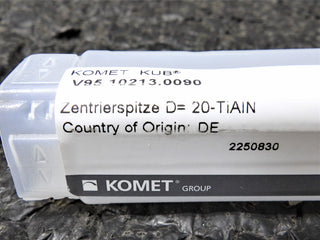 KOMET KUB®
V95 10213.0090
Zentrierspitze D= 20-TiAlN
Country of Origin: DE
2250830
KOMET GROUP